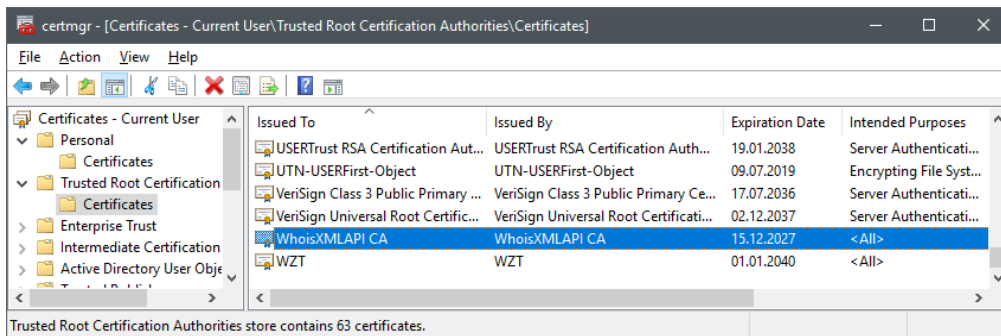 certmgr - [Certificates - Current User\Trusted Root Certification Authorities\Certificates]
File Action View Help
Certificates - Current User
Personal
Certificates
Trusted Root Certification
Certificates
Enterprise Trust
Intermediate Certification
Active Directory User Obje
Issued To Issued By Expiration Date Intended Purposes
USERTrust RSA Certification Aut... USERTrust RSA Certification Auth... 19.01.2038 Server Authenticati...
UTN-USERFirst-Object UTN-USERFirst-Object 09.07.2019 Encrypting File Syst...
VeriSign Class 3 Public Primary ... VeriSign Class 3 Public Primary Ce... 17.07.2036 Server Authenticati...
VeriSign Universal Root Certific... VeriSign Universal Root Certificati... 02.12.2037 Server Authenticati...
WhoisXMLAPI CA WhoisXMLAPI CA 15.12.2027 <All>
WZT WZT 01.01.2040 <All>
Trusted Root Certification Authorities store contains 63 certificates.